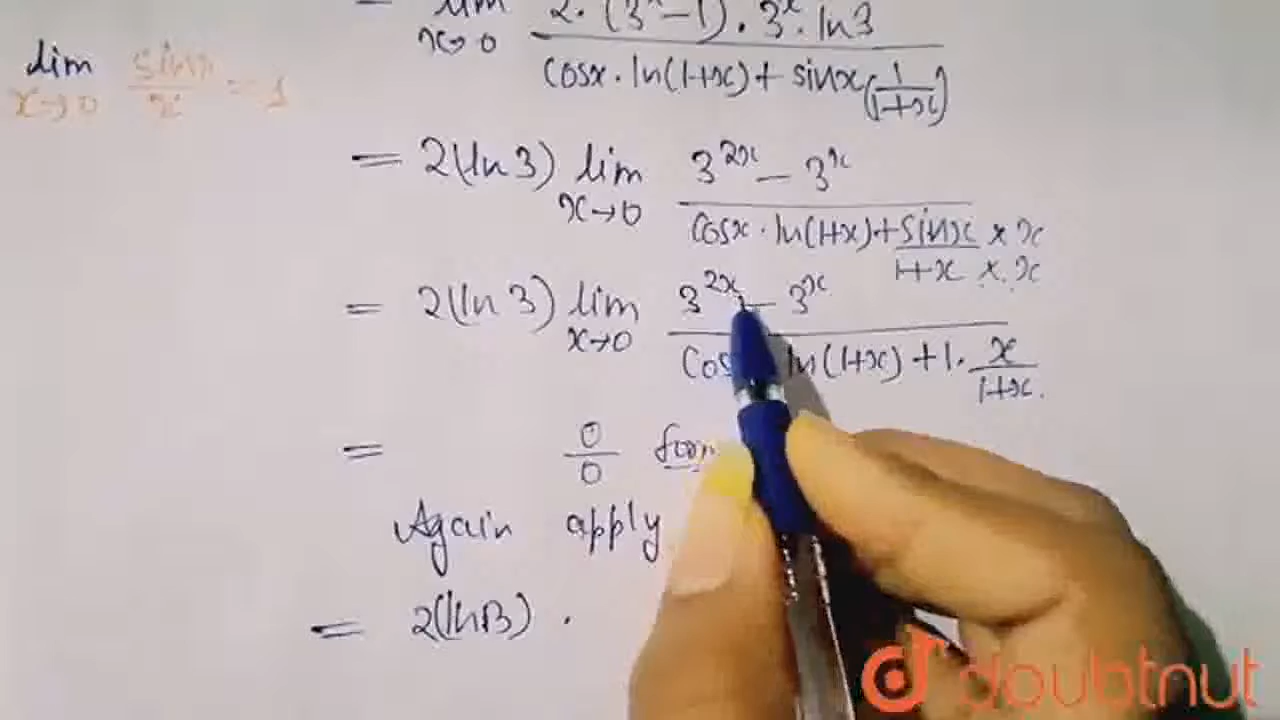 = lim x→0 2·(3^x−1)·3^x·ln3 / cosx·ln(1+x)+sinx(1/1+x)
lim x→0 sinx/x = 1
= 2(ln3) lim x→0 3^2x − 3^x / cosx·ln(1+x)+sinx×x / 1+x×x
= 2(ln3) lim x→0 3^2x − 3^x / cos ln(1+x)+1·x/1+x.
= 0/0 form
Again apply
= 2(ln3) .
doubtnut